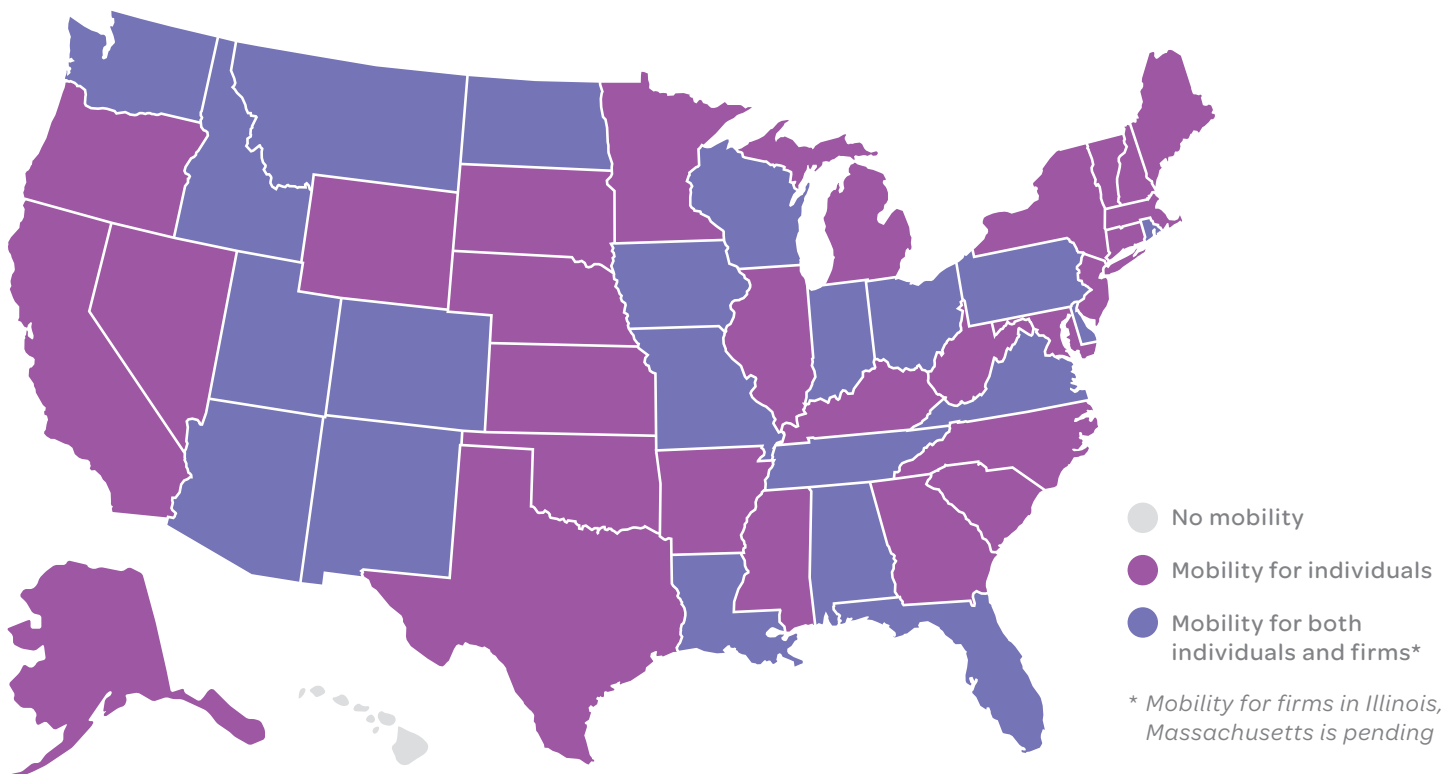 No mobility
Mobility for individuals
Mobility for both
individuals and firms*
* Mobility for firms in Illinois,
Massachusetts is pending